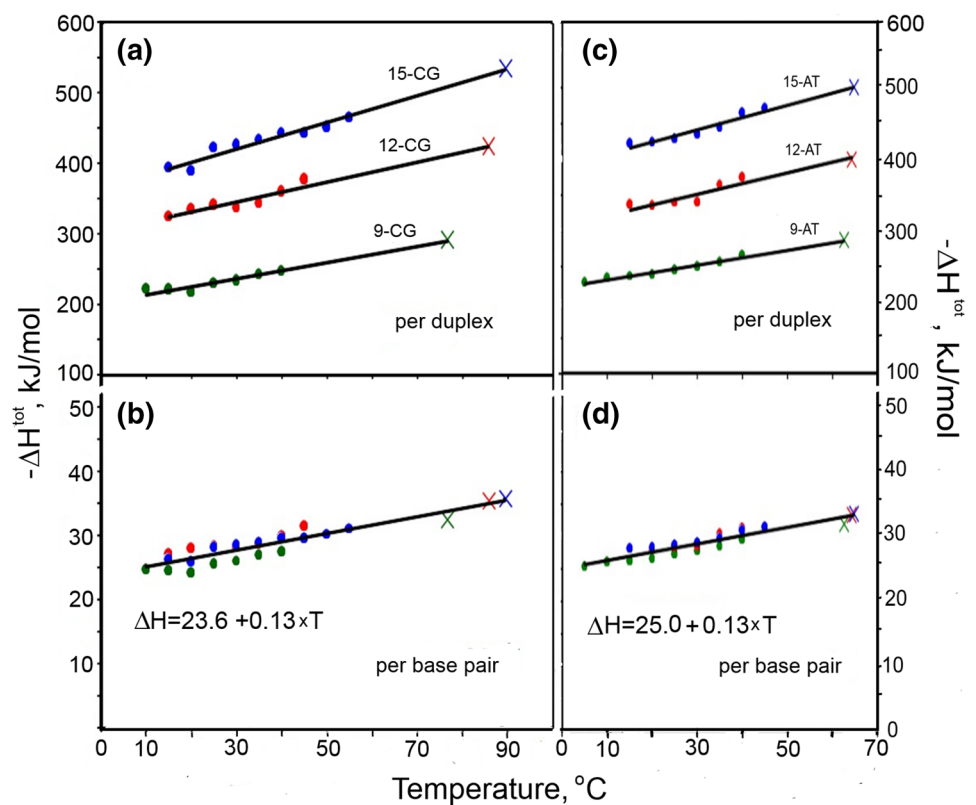 (a)
600
500
400
300
200
100
15-CG
12-CG
9-CG
per duplex
(c)
600
500
400
300
200
100
15-AT
12-AT
9-AT
per duplex
-ΔH^tot, kJ/mol
-ΔH^tot, kJ/mol
(b)
50
40
30
20
10
ΔH=23.6 +0.13×T
per base pair
(d)
50
40
30
20
10
0
ΔH=25.0 + 0.13×T
per base pair
0 10 30 50 70 90
0 10 30 50 70
Temperature, °C